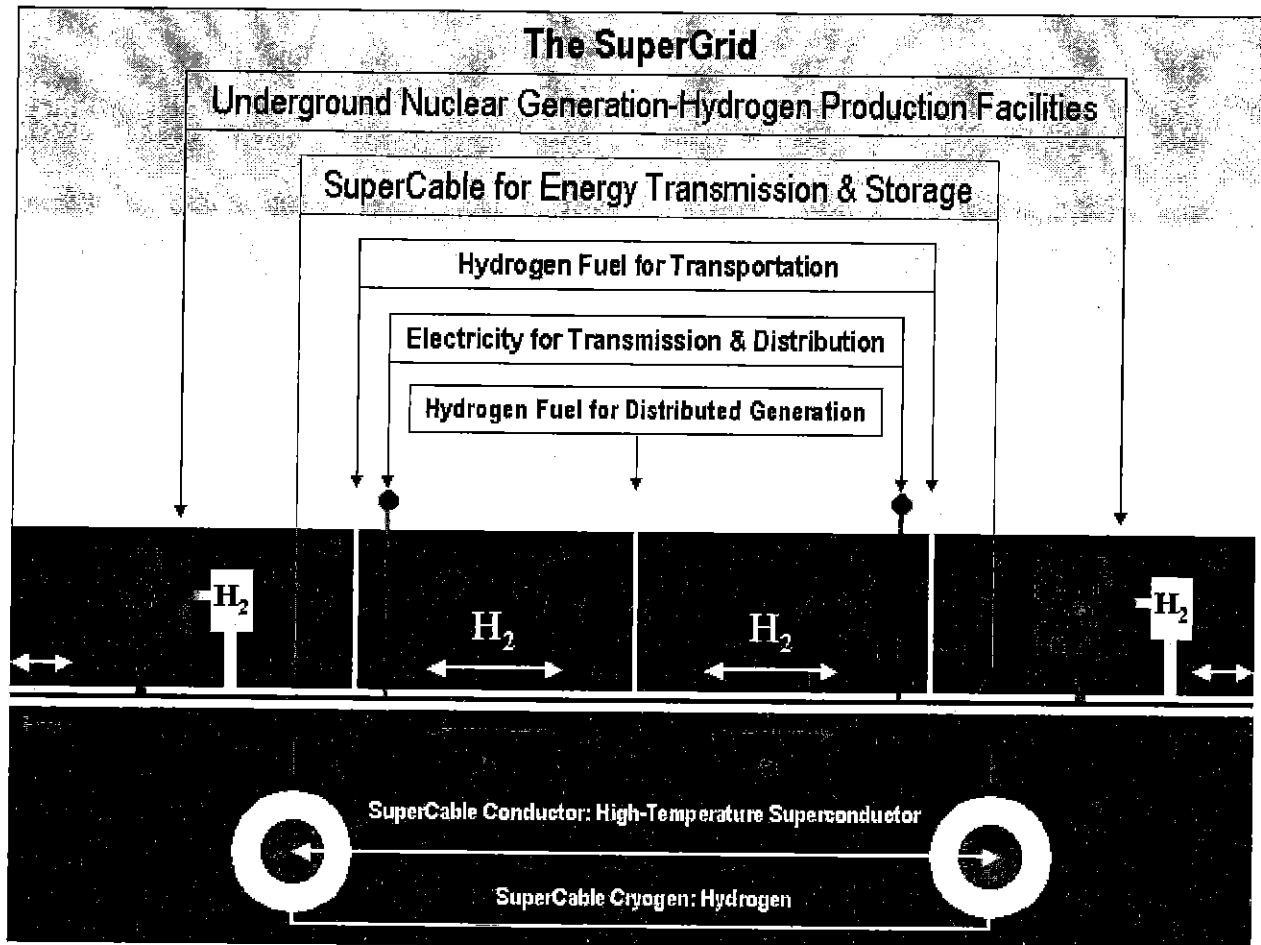 The SuperGrid
Underground Nuclear Generation-Hydrogen Production Facilities
SuperCable for Energy Transmission & Storage
Hydrogen Fuel for Transportation
Electricity for Transmission & Distribution
Hydrogen Fuel for Distributed Generation
H₂
H₂
H₂
H₂
SuperCable Conductor: High-Temperature Superconductor
SuperCable Cryogen: Hydrogen